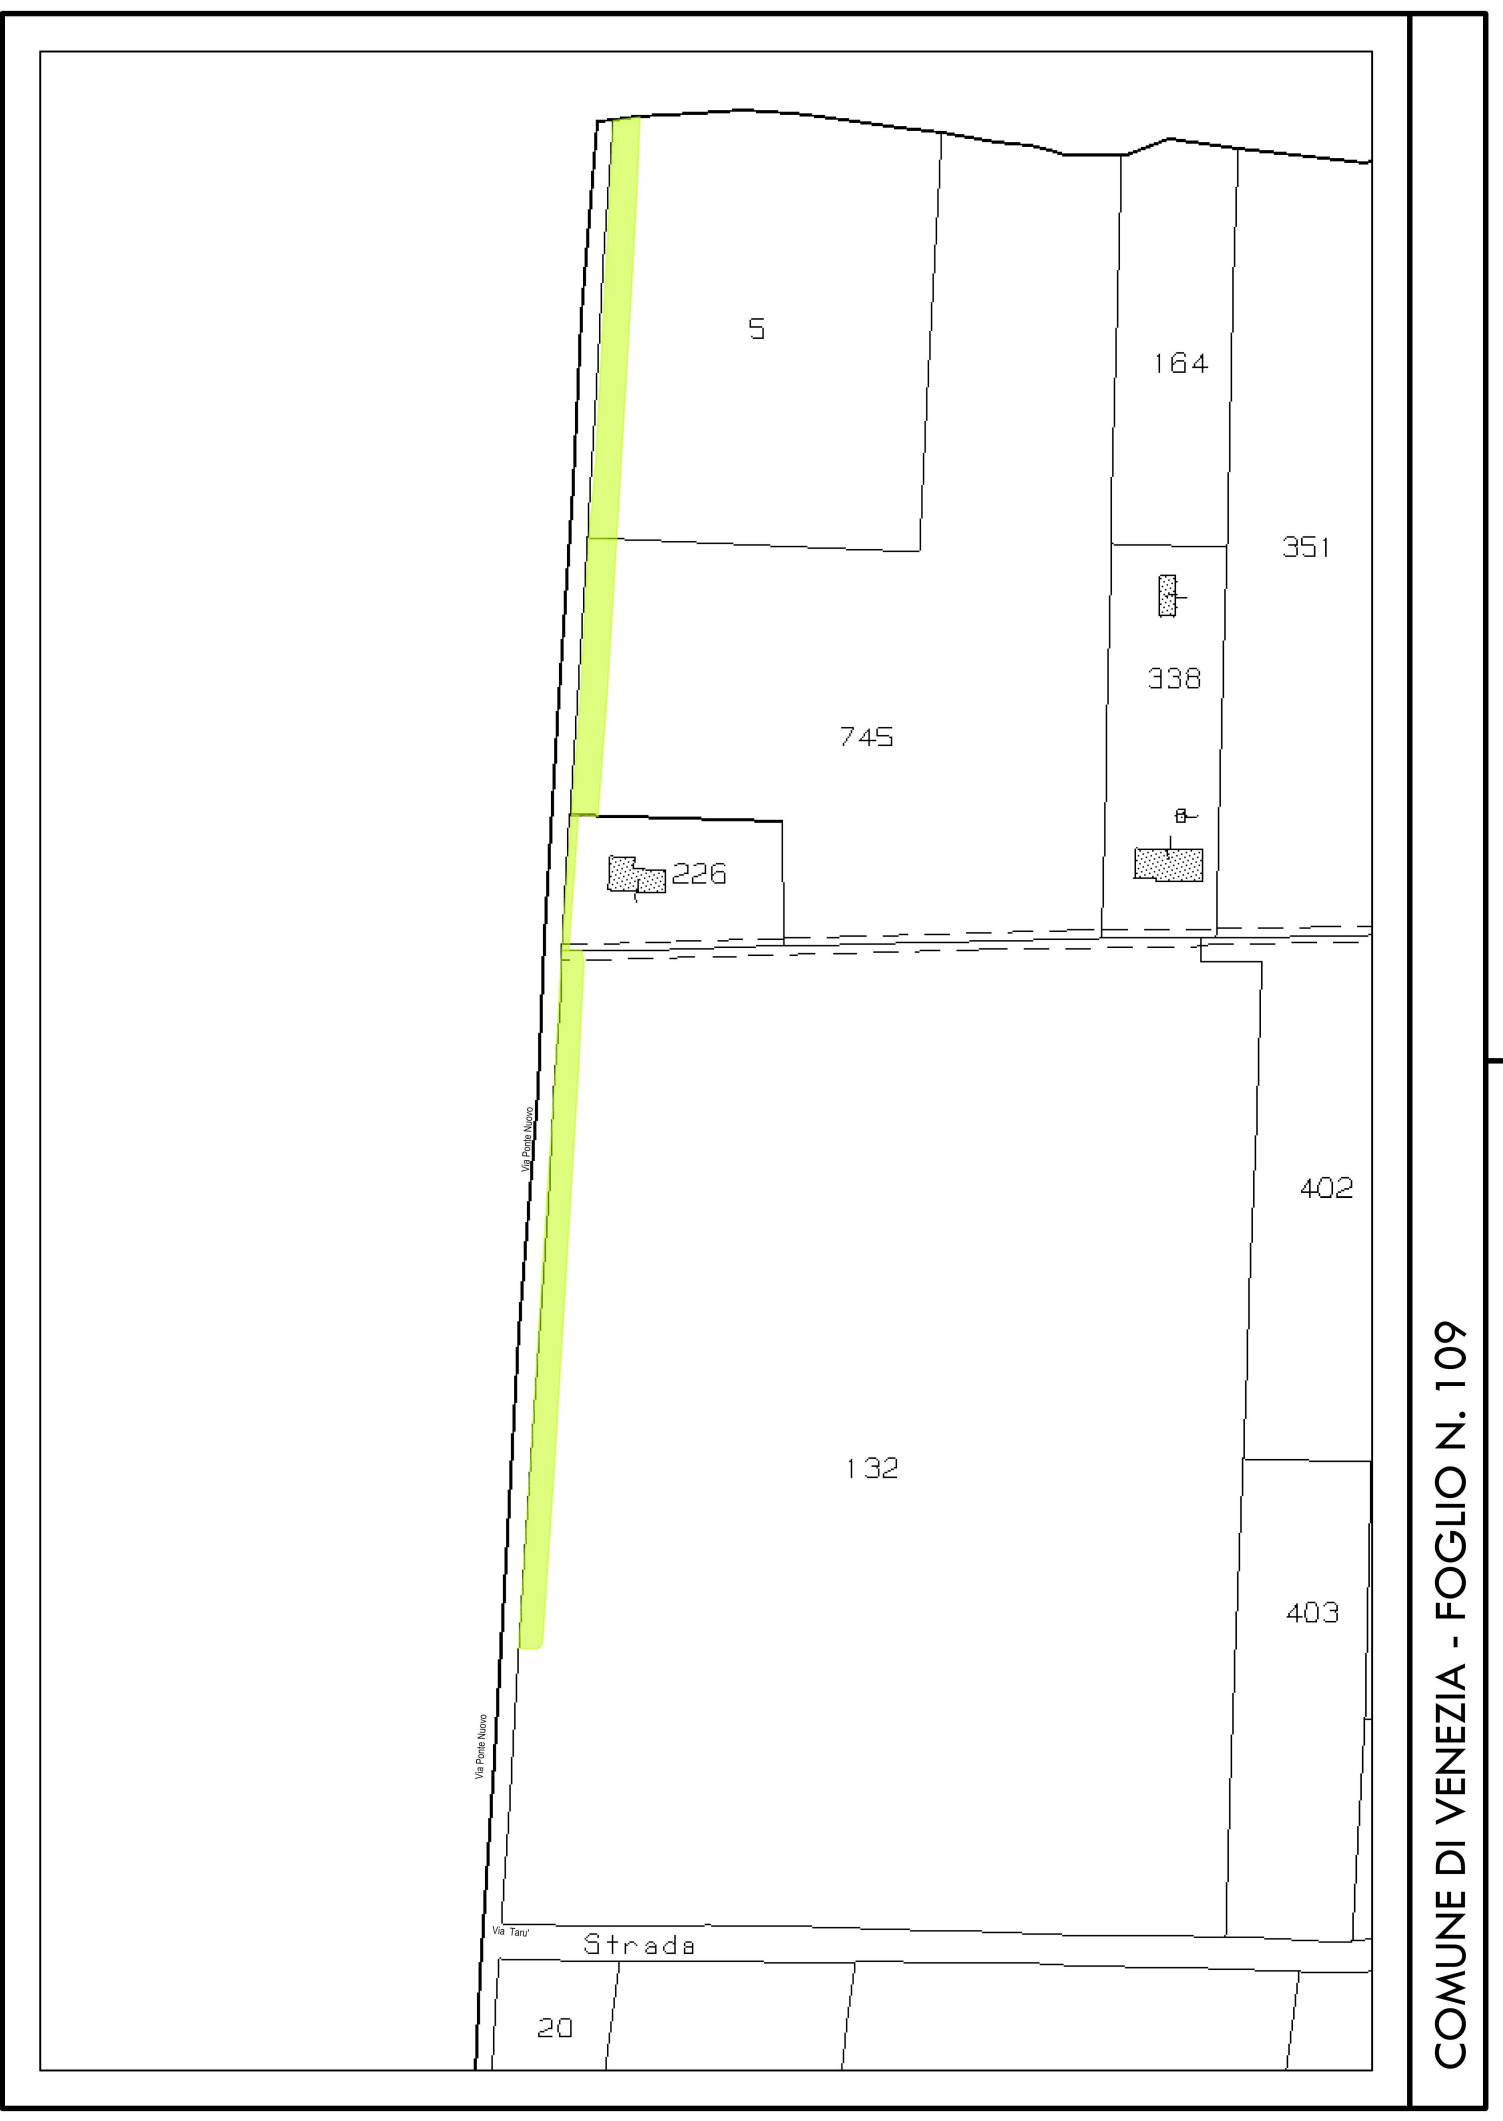 5
164
351
338
745
226
Via Ponte Nuovo
402
132
403
Via Ponte Nuovo
Via Taru'
Strada
20
COMUNE DI VENEZIA - FOGLIO N. 109